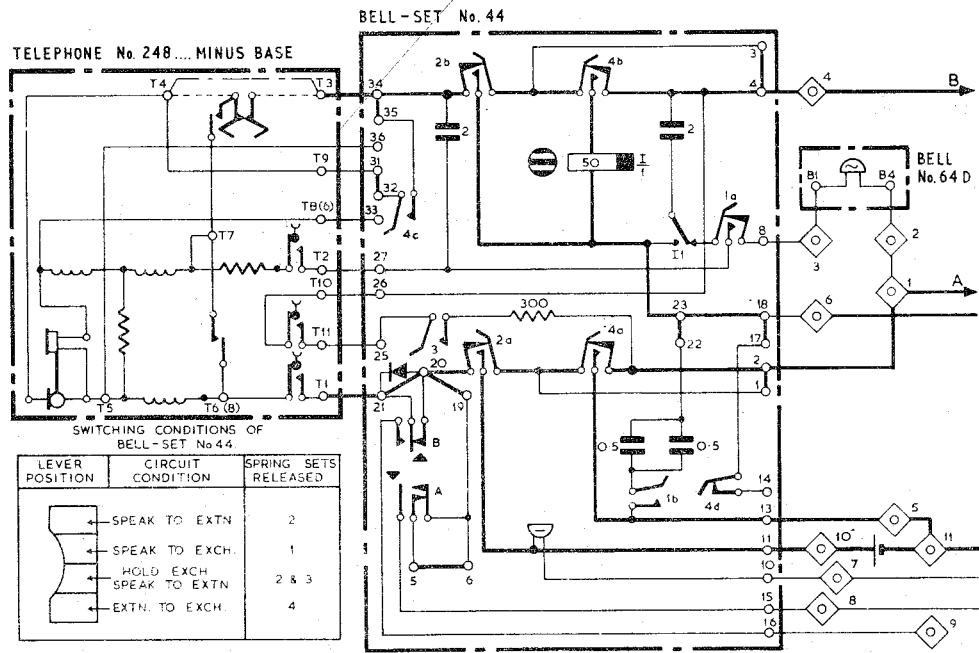 BELL-SET No. 44
TELEPHONE No. 248.... MINUS BASE
T4
T3
34
2b
4b
3
4
4
B
35
36
2
2
50
I
1
BELL
No. 64 D
B1
B4
T9
31
32
33
4c
T8(6)
T7
1a
8
3
2
T2
27
I1
1
A
T10
26
300
23
18
6
T11
25
3
2a
4a
22
17
20
2
T5
T6 (8)
T1
21
19
1
B
0·5
0·5
A
1b
4d
14
13
5
11
10
11
5
6
10
7
15
8
16
9
SWITCHING CONDITIONS OF
BELL-SET No 44.
LEVER POSITION
CIRCUIT CONDITION
SPRING SETS RELEASED
SPEAK TO EXTN
2
SPEAK TO EXCH.
1
HOLD EXCH
SPEAK TO EXTN
2 & 3
EXTN. TO EXCH.
4